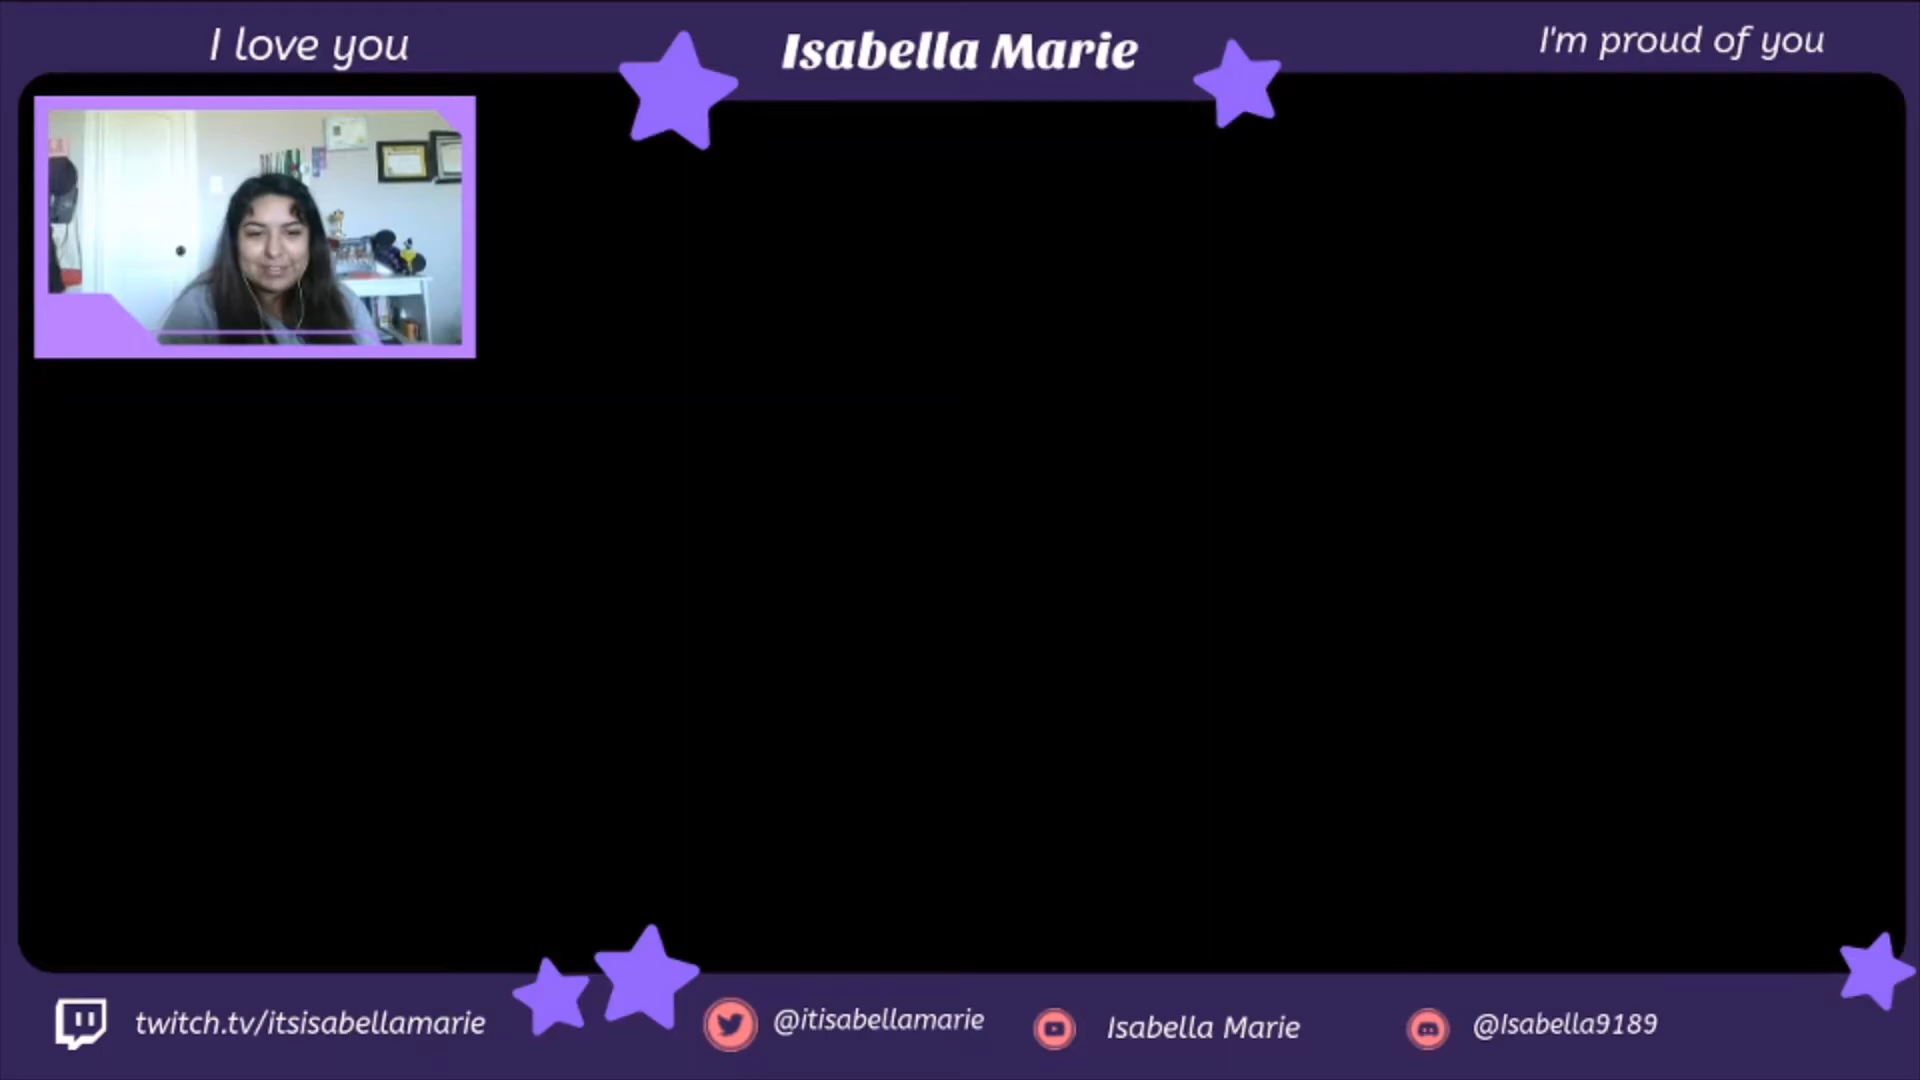 I love you
Isabella Marie
I'm proud of you
twitch.tv/itsisabellamarie
@itisabellamarie
Isabella Marie
@Isabella9189